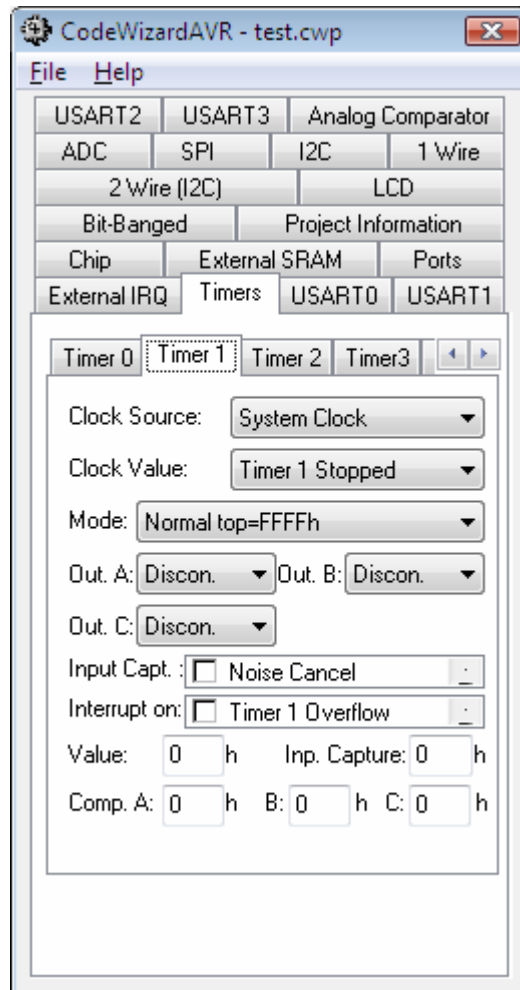 CodeWizardAVR - test.cwp
File Help
USART2 USART3 Analog Comparator
ADC SPI I2C 1 Wire
2 Wire (I2C) LCD
Bit-Banged Project Information
Chip External SRAM Ports
External IRQ Timers USART0 USART1
Timer 0 Timer 1 Timer 2 Timer3
Clock Source: System Clock
Clock Value: Timer 1 Stopped
Mode: Normal top=FFFFh
Out. A: Discon. Out. B: Discon.
Out. C: Discon.
Input Capt. : Noise Cancel
Interrupt on: Timer 1 Overflow
Value: 0 h Inp. Capture: 0 h
Comp. A: 0 h B: 0 h C: 0 h